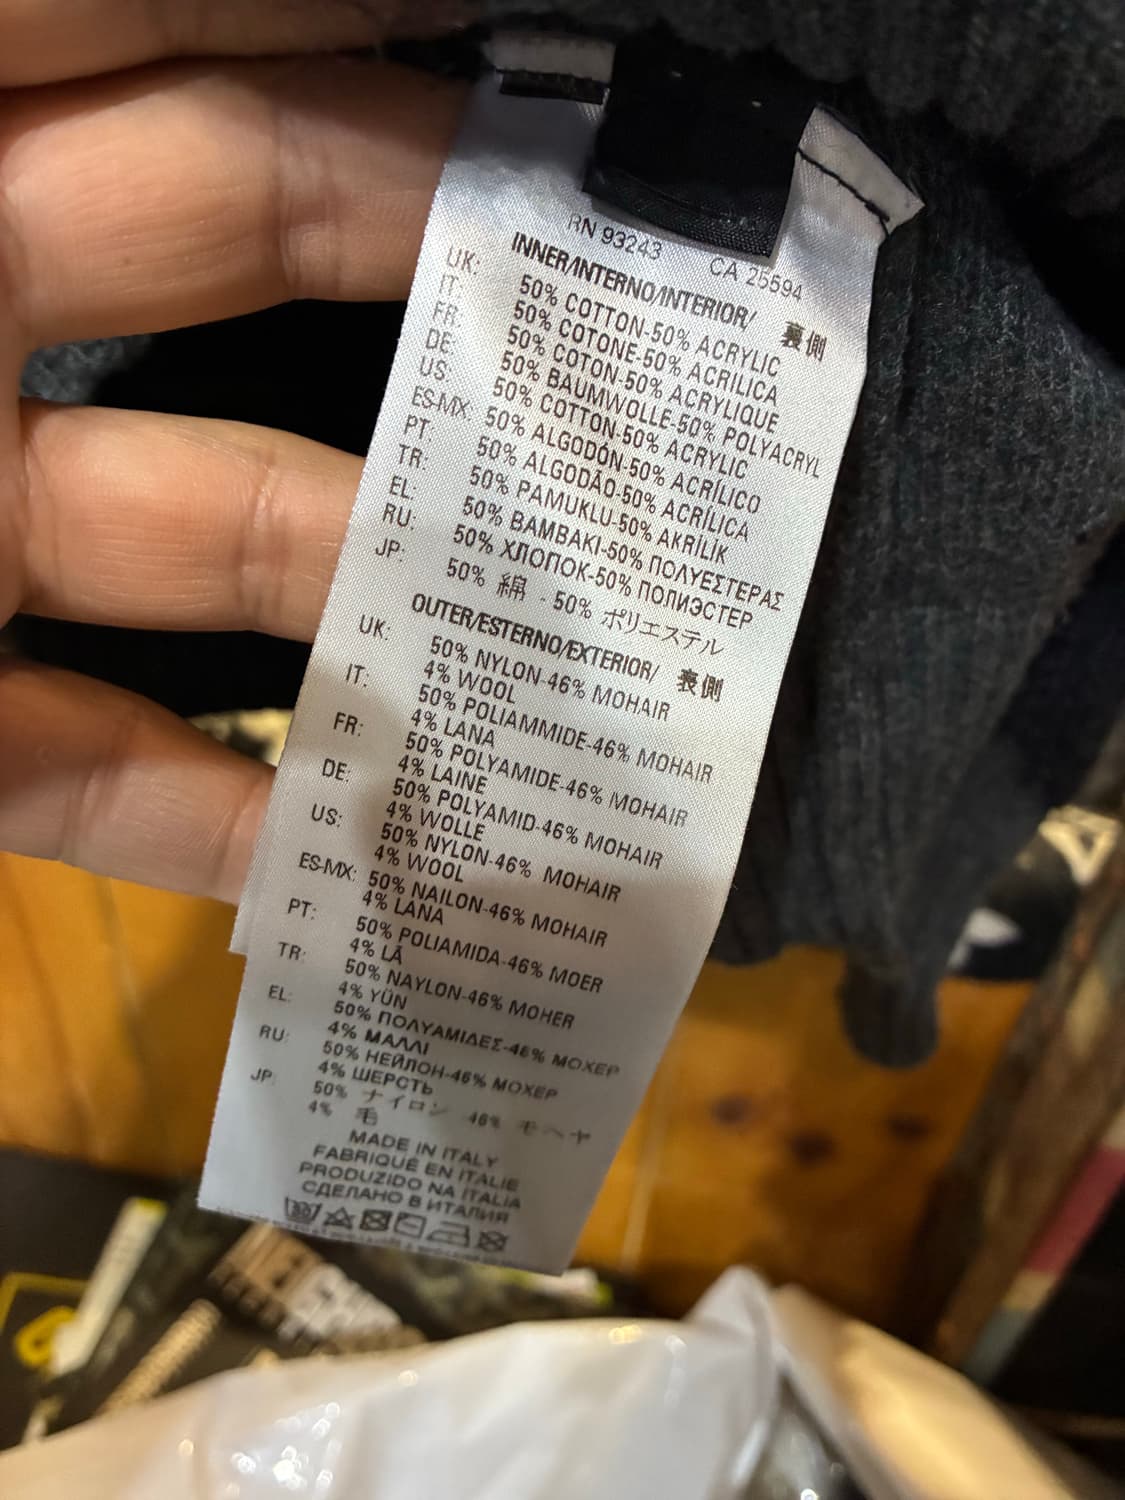 RN 93243 CA 25594
INNER/INTERNO/INTERIOR/ 裏側
UK: 50% COTTON-50% ACRYLIC
IT: 50% COTONE-50% ACRILICA
FR: 50% COTON-50% ACRYLIQUE
DE: 50% BAUMWOLLE-50% POLYACRYL
US: 50% COTTON-50% ACRYLIC
ES-MX: 50% ALGODÓN-50% ACRÍLICO
PT: 50% ALGODÃO-50% ACRÍLICA
TR: 50% PAMUKLU-50% AKRİLİK
EL: 50% BAMBAKI-50% ΠΟΛΥΕΣΤΕΡΑΣ
RU: 50% ХЛОПОК-50% ПОЛИЭСТЕР
JP: 50% 綿 - 50% ポリエステル
OUTER/ESTERNO/EXTERIOR/ 表側
UK: 50% NYLON-46% MOHAIR
4% WOOL
IT: 50% POLIAMMIDE-46% MOHAIR
4% LANA
FR: 50% POLYAMIDE-46% MOHAIR
4% LAINE
DE: 50% POLYAMID-46% MOHAIR
4% WOLLE
US: 50% NYLON-46% MOHAIR
4% WOOL
ES-MX: 50% NAILON-46% MOHAIR
4% LANA
PT: 50% POLIAMIDA-46% MOER
4% LÃ
TR: 50% NAYLON-46% MOHER
4% YÜN
EL: 50% ΠΟΛΥΑΜΙΔΕΣ-46% ΜΟΧΕΡ
4% ΜΑΛΛΙ
RU: 50% НЕЙЛОН-46% МОХЕР
4% ШЕРСТЬ
JP: 50% ナイロン 46% モヘヤ
4% 毛
MADE IN ITALY
FABRIQUÉ EN ITALIE
PRODUZIDO NA ITALIA
СДЕЛАНО В ИТАЛИЯ